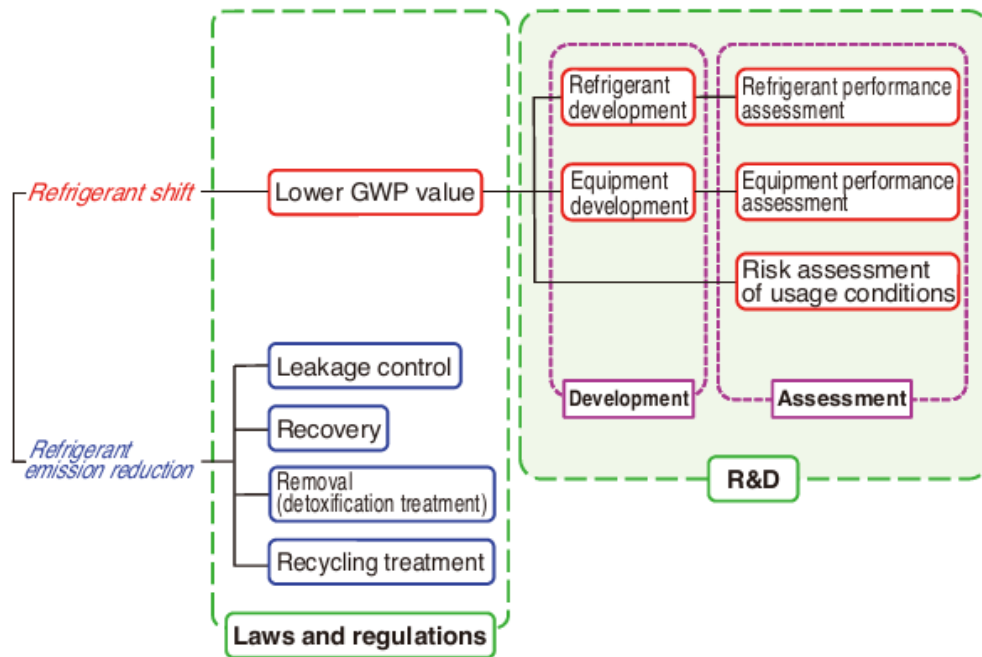 Refrigerant shift
Lower GWP value
Refrigerant
development
Refrigerant performance
assessment
Equipment
development
Equipment performance
assessment
Risk assessment
of usage conditions
Development
Assessment
R&D
Refrigerant
emission reduction
Leakage control
Recovery
Removal
(detoxification treatment)
Recycling treatment
Laws and regulations